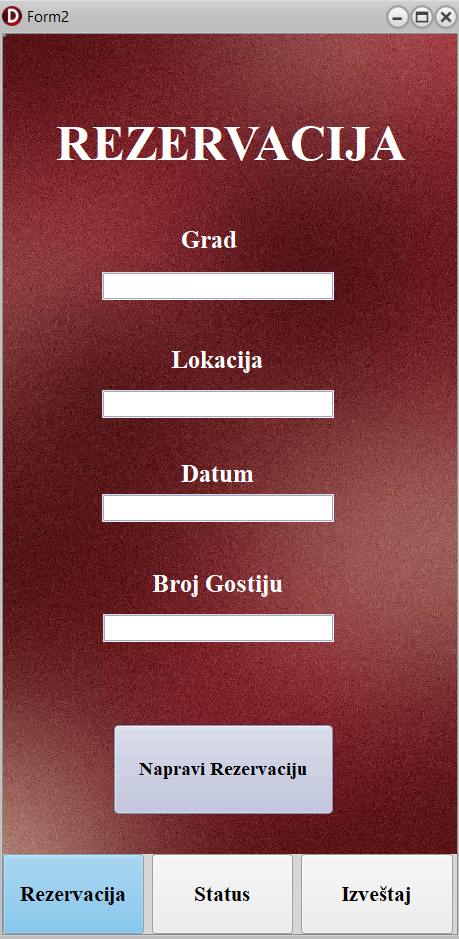 Form2
REZERVACIJA
Grad
Lokacija
Datum
Broj Gostiju
Napravi Rezervaciju
Rezervacija
Status
Izveštaj